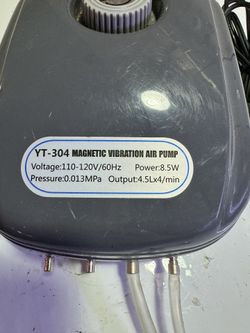 YT-304 MAGNETIC VIBRATION AIR PUMP
Voltage:110-120V/60Hz Power:8.5W
Pressure:0.013MPa Output:4.5Lx4/min